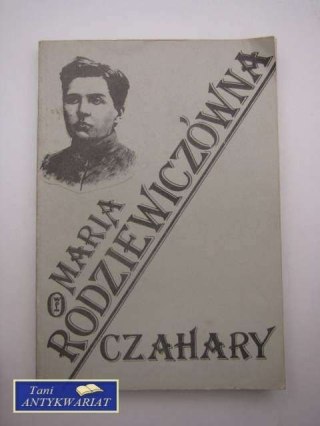 MARIA
RODZIEWICZÓWNA
CZAHARY
Tani
ANTYKWARIAT